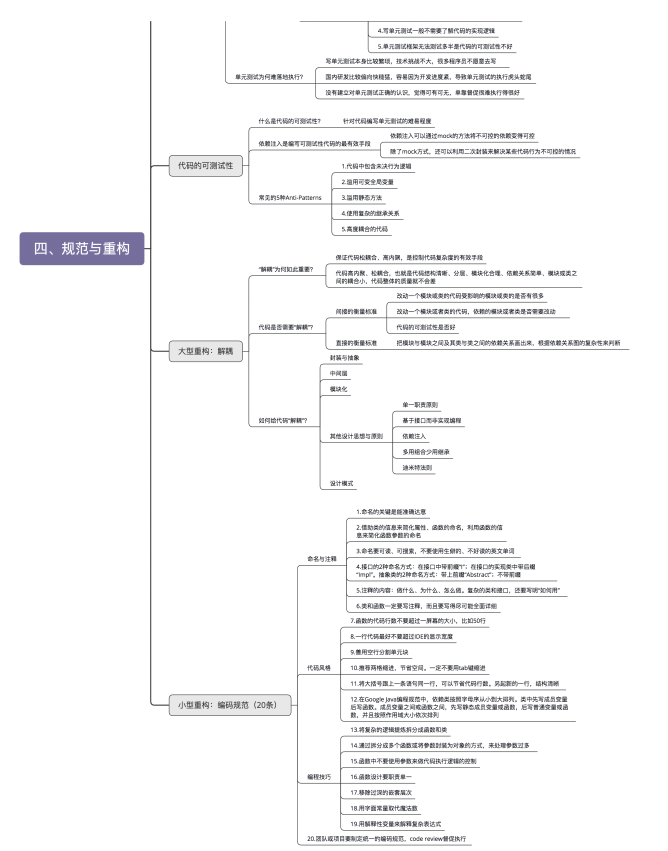 4.写单元测试一般不需要了解代码的实现逻辑
5.单元测试框架无法测试多半是代码的可测试性不好
单元测试为何难落地执行？
写单元测试本身比较繁琐，技术挑战不大，很多程序员不愿意去写
国内研发比较偏向快糙猛，容易因为开发进度紧，导致单元测试的执行虎头蛇尾
没有建立对单元测试正确的认识，觉得可有可无，单靠督促很难执行得很好
四、规范与重构
代码的可测试性
什么是代码的可测试性？
针对代码编写单元测试的难易程度
依赖注入是编写可测试性代码的最有效手段
依赖注入可以通过mock的方法将不可控的依赖变得可控
除了mock方式，还可以利用二次封装来解决某些代码行为不可控的情况
常见的5种Anti-Patterns
1.代码中包含未决行为逻辑
2.滥用可变全局变量
3.滥用静态方法
4.使用复杂的继承关系
5.高度耦合的代码
大型重构：解耦
“解耦”为何如此重要？
保证代码松耦合、高内聚，是控制代码复杂度的有效手段
代码高内聚、松耦合，也就是代码结构清晰、分层、模块化合理、依赖关系简单、模块或类之
间的耦合小，代码整体的质量就不会差
代码是否需要“解耦”？
间接的衡量标准
改动一个模块或类的代码受影响的模块或类的是否有很多
改动一个模块或者类的代码，依赖的模块或者类是否需要改动
代码的可测试性是否好
直接的衡量标准
把模块与模块之间及其类与类之间的依赖关系画出来，根据依赖关系图的复杂性来判断
如何给代码“解耦”？
封装与抽象
中间层
模块化
其他设计思想与原则
单一职责原则
基于接口而非实现编程
依赖注入
多用组合少用继承
迪米特法则
设计模式
小型重构：编码规范（20条）
命名与注释
1.命名的关键是能准确达意
2.借助类的信息来简化属性、函数的命名，利用函数的信
息来简化函数参数的命名
3.命名要可读、可搜索，不要使用生僻的、不好读的英文单词
4.接口的2种命名方式：在接口中带前缀“I”；在接口的实现类中带后缀
“Impl”。抽象类的2种命名方式：带上前缀“Abstract”；不带前缀
5.注释的内容：做什么、为什么、怎么做。复杂的类和接口，还要写明“如何用”
6.类和函数一定要写注释，而且要写得尽可能全面详细
代码风格
7.函数的代码行数不要超过一屏幕的大小，比如50行
8.一行代码最好不要超过IDE的显示宽度
9.善用空行分割单元块
10.推荐两格缩进，节省空间。一定不要用tab键缩进
11.将大括号跟上一条语句同一行，可以节省代码行数。另起新的一行，结构清晰
12.在Google Java编程规范中，依赖类按照字母序从小到大排列。类中先写成员变量
后写函数。成员变量之间或函数之间，先写静态成员变量或函数，后写普通变量或函
数，并且按照作用域大小依次排列
编程技巧
13.将复杂的逻辑提炼拆分成函数和类
14.通过拆分成多个函数或将参数封装为对象的方式，来处理参数过多
15.函数中不要使用参数来做代码执行逻辑的控制
16.函数设计要职责单一
17.移除过深的嵌套层次
18.用字面常量取代魔法数
19.用解释性变量来解释复杂表达式
20.团队或项目要制定统一的编码规范，code review督促执行